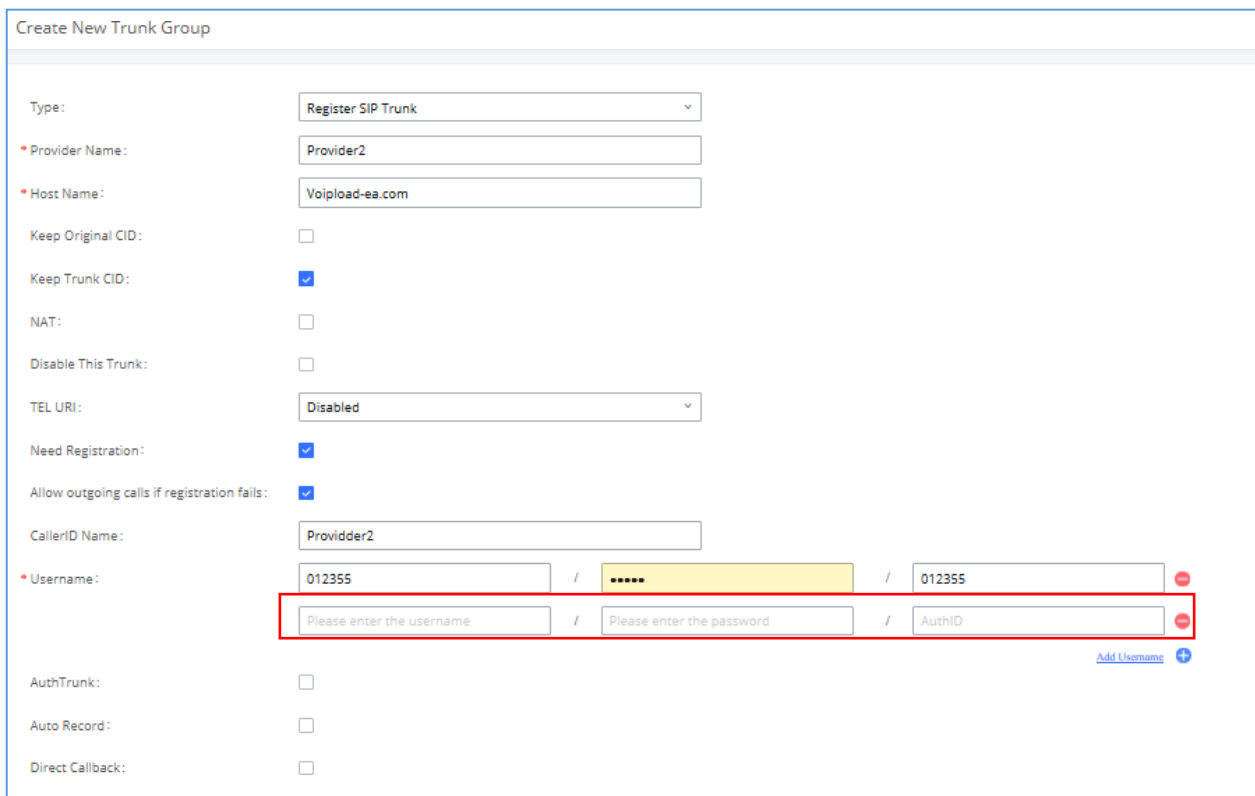 Create New Trunk Group
Type: Register SIP Trunk
* Provider Name: Provider2
* Host Name: Voipload-ea.com
Keep Original CID:
Keep Trunk CID:
NAT:
Disable This Trunk:
TEL URI: Disabled
Need Registration:
Allow outgoing calls if registration fails:
CallerID Name: Providder2
* Username: 012355 / ••••• / 012355
Please enter the username / Please enter the password / AuthID
Add Username
AuthTrunk:
Auto Record:
Direct Callback: